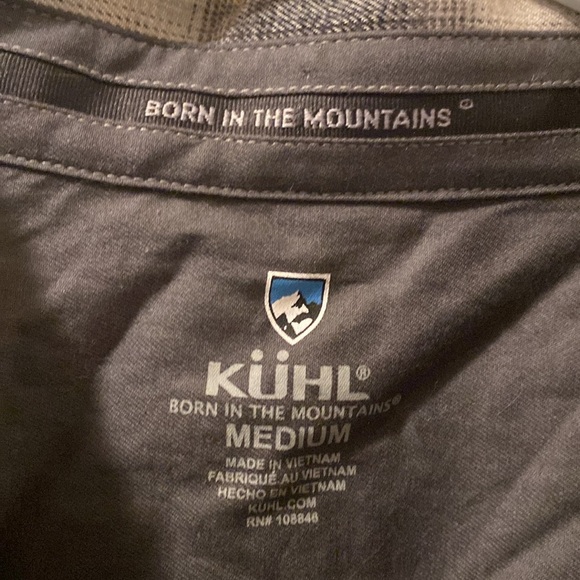 BORN IN THE MOUNTAINS®
KÜHL®
BORN IN THE MOUNTAINS®
MEDIUM
MADE IN VIETNAM
FABRIQUÉ AU VIETNAM
HECHO EN VIETNAM
KUHL.COM
RN# 108846